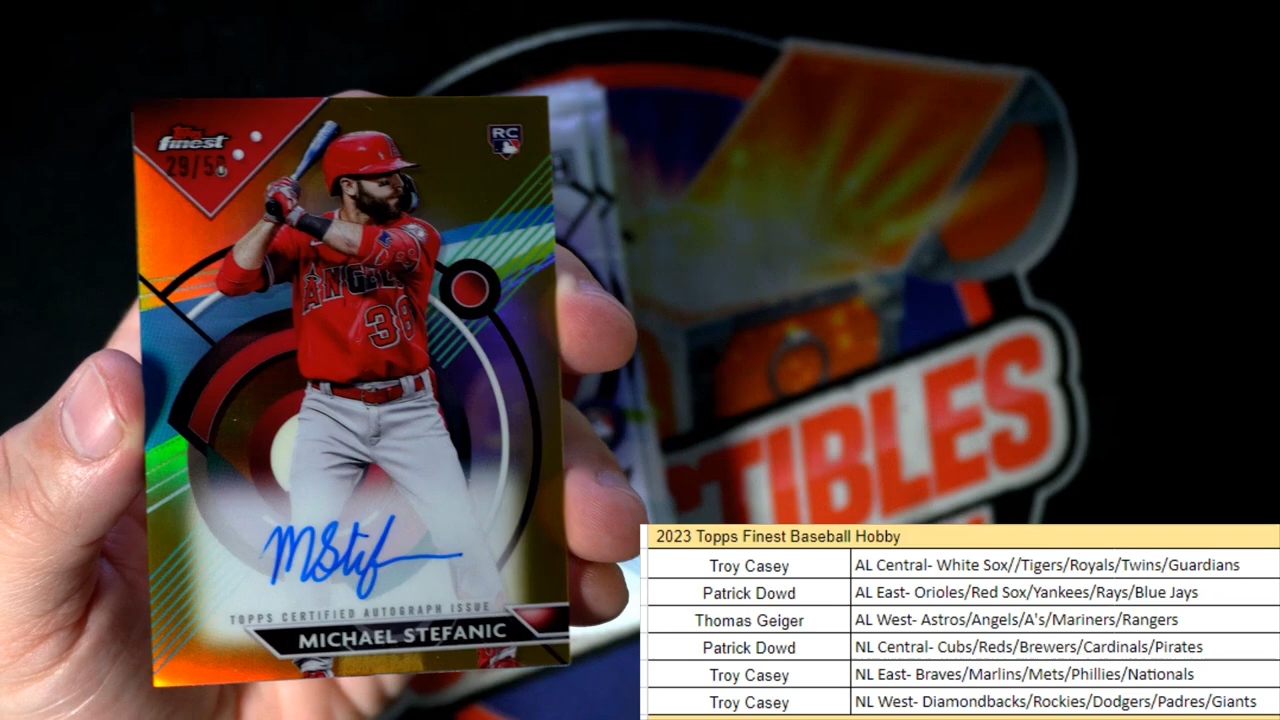 Topps
finest
29/50
RC
ANGELS
38
M Stef
TOPPS CERTIFIED AUTOGRAPH ISSUE
MICHAEL STEFANIC
TIBLES
2023 Topps Finest Baseball Hobby
Troy Casey AL Central- White Sox//Tigers/Royals/Twins/Guardians
Patrick Dowd AL East- Orioles/Red Sox/Yankees/Rays/Blue Jays
Thomas Geiger AL West- Astros/Angels/A's/Mariners/Rangers
Patrick Dowd NL Central- Cubs/Reds/Brewers/Cardinals/Pirates
Troy Casey NL East- Braves/Marlins/Mets/Phillies/Nationals
Troy Casey NL West- Diamondbacks/Rockies/Dodgers/Padres/Giants